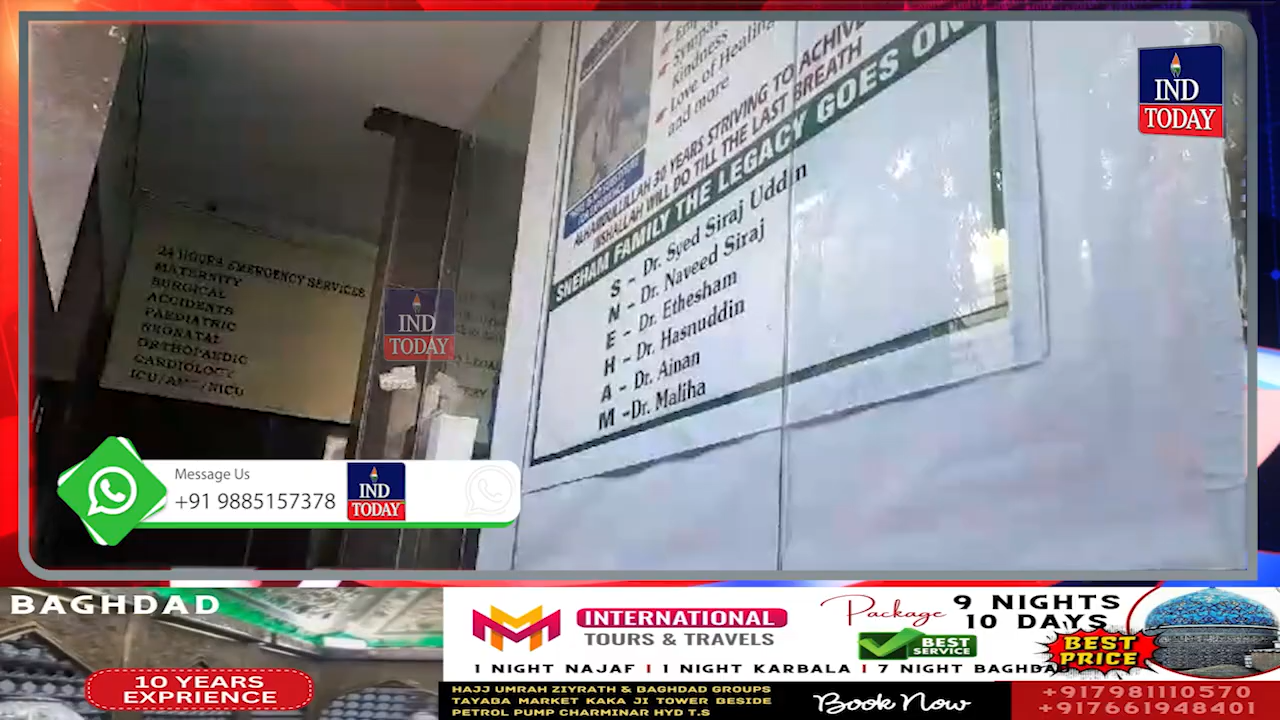 Sympa
Kindness
Love of Healing
and more
ALHAMDULILLAH 30 YEARS STRIVING TO ACHIVE
INSHALLAH WILL DO TILL THE LAST BREATH
SNEHAM FAMILY THE LEGACY GOES ON
S - Dr. Syed Siraj Uddin
N - Dr. Naveed Siraj
E - Dr. Ethesham
H - Dr. Hasnuddin
A - Dr. Ainan
M - Dr. Maliha
24 HOURS EMERGENCY SERVICES
MATERNITY
SURGICAL
ACCIDENTS
PAEDIATRIC
NEONATAL
ORTHOPAEDIC
CARDIOLOGY
IND
TODAY
IND
TODAY
Message Us
+91 9885157378
IND
TODAY
BAGHDAD
10 YEARS
EXPRIENCE
INTERNATIONAL
TOURS & TRAVELS
Package 9 NIGHTS
10 DAYS
BEST
SERVICE
BEST
PRICE
1 NIGHT NAJAF I 1 NIGHT KARBALA I 7 NIGHT BAGHDAD
HAJJ UMRAH ZIYRATH & BAGHDAD GROUPS
TAYABA MARKET KAKA JI TOWER BESIDE
PETROL PUMP CHARMINAR HYD T.S
Book Now
+917981110570
+917661948401